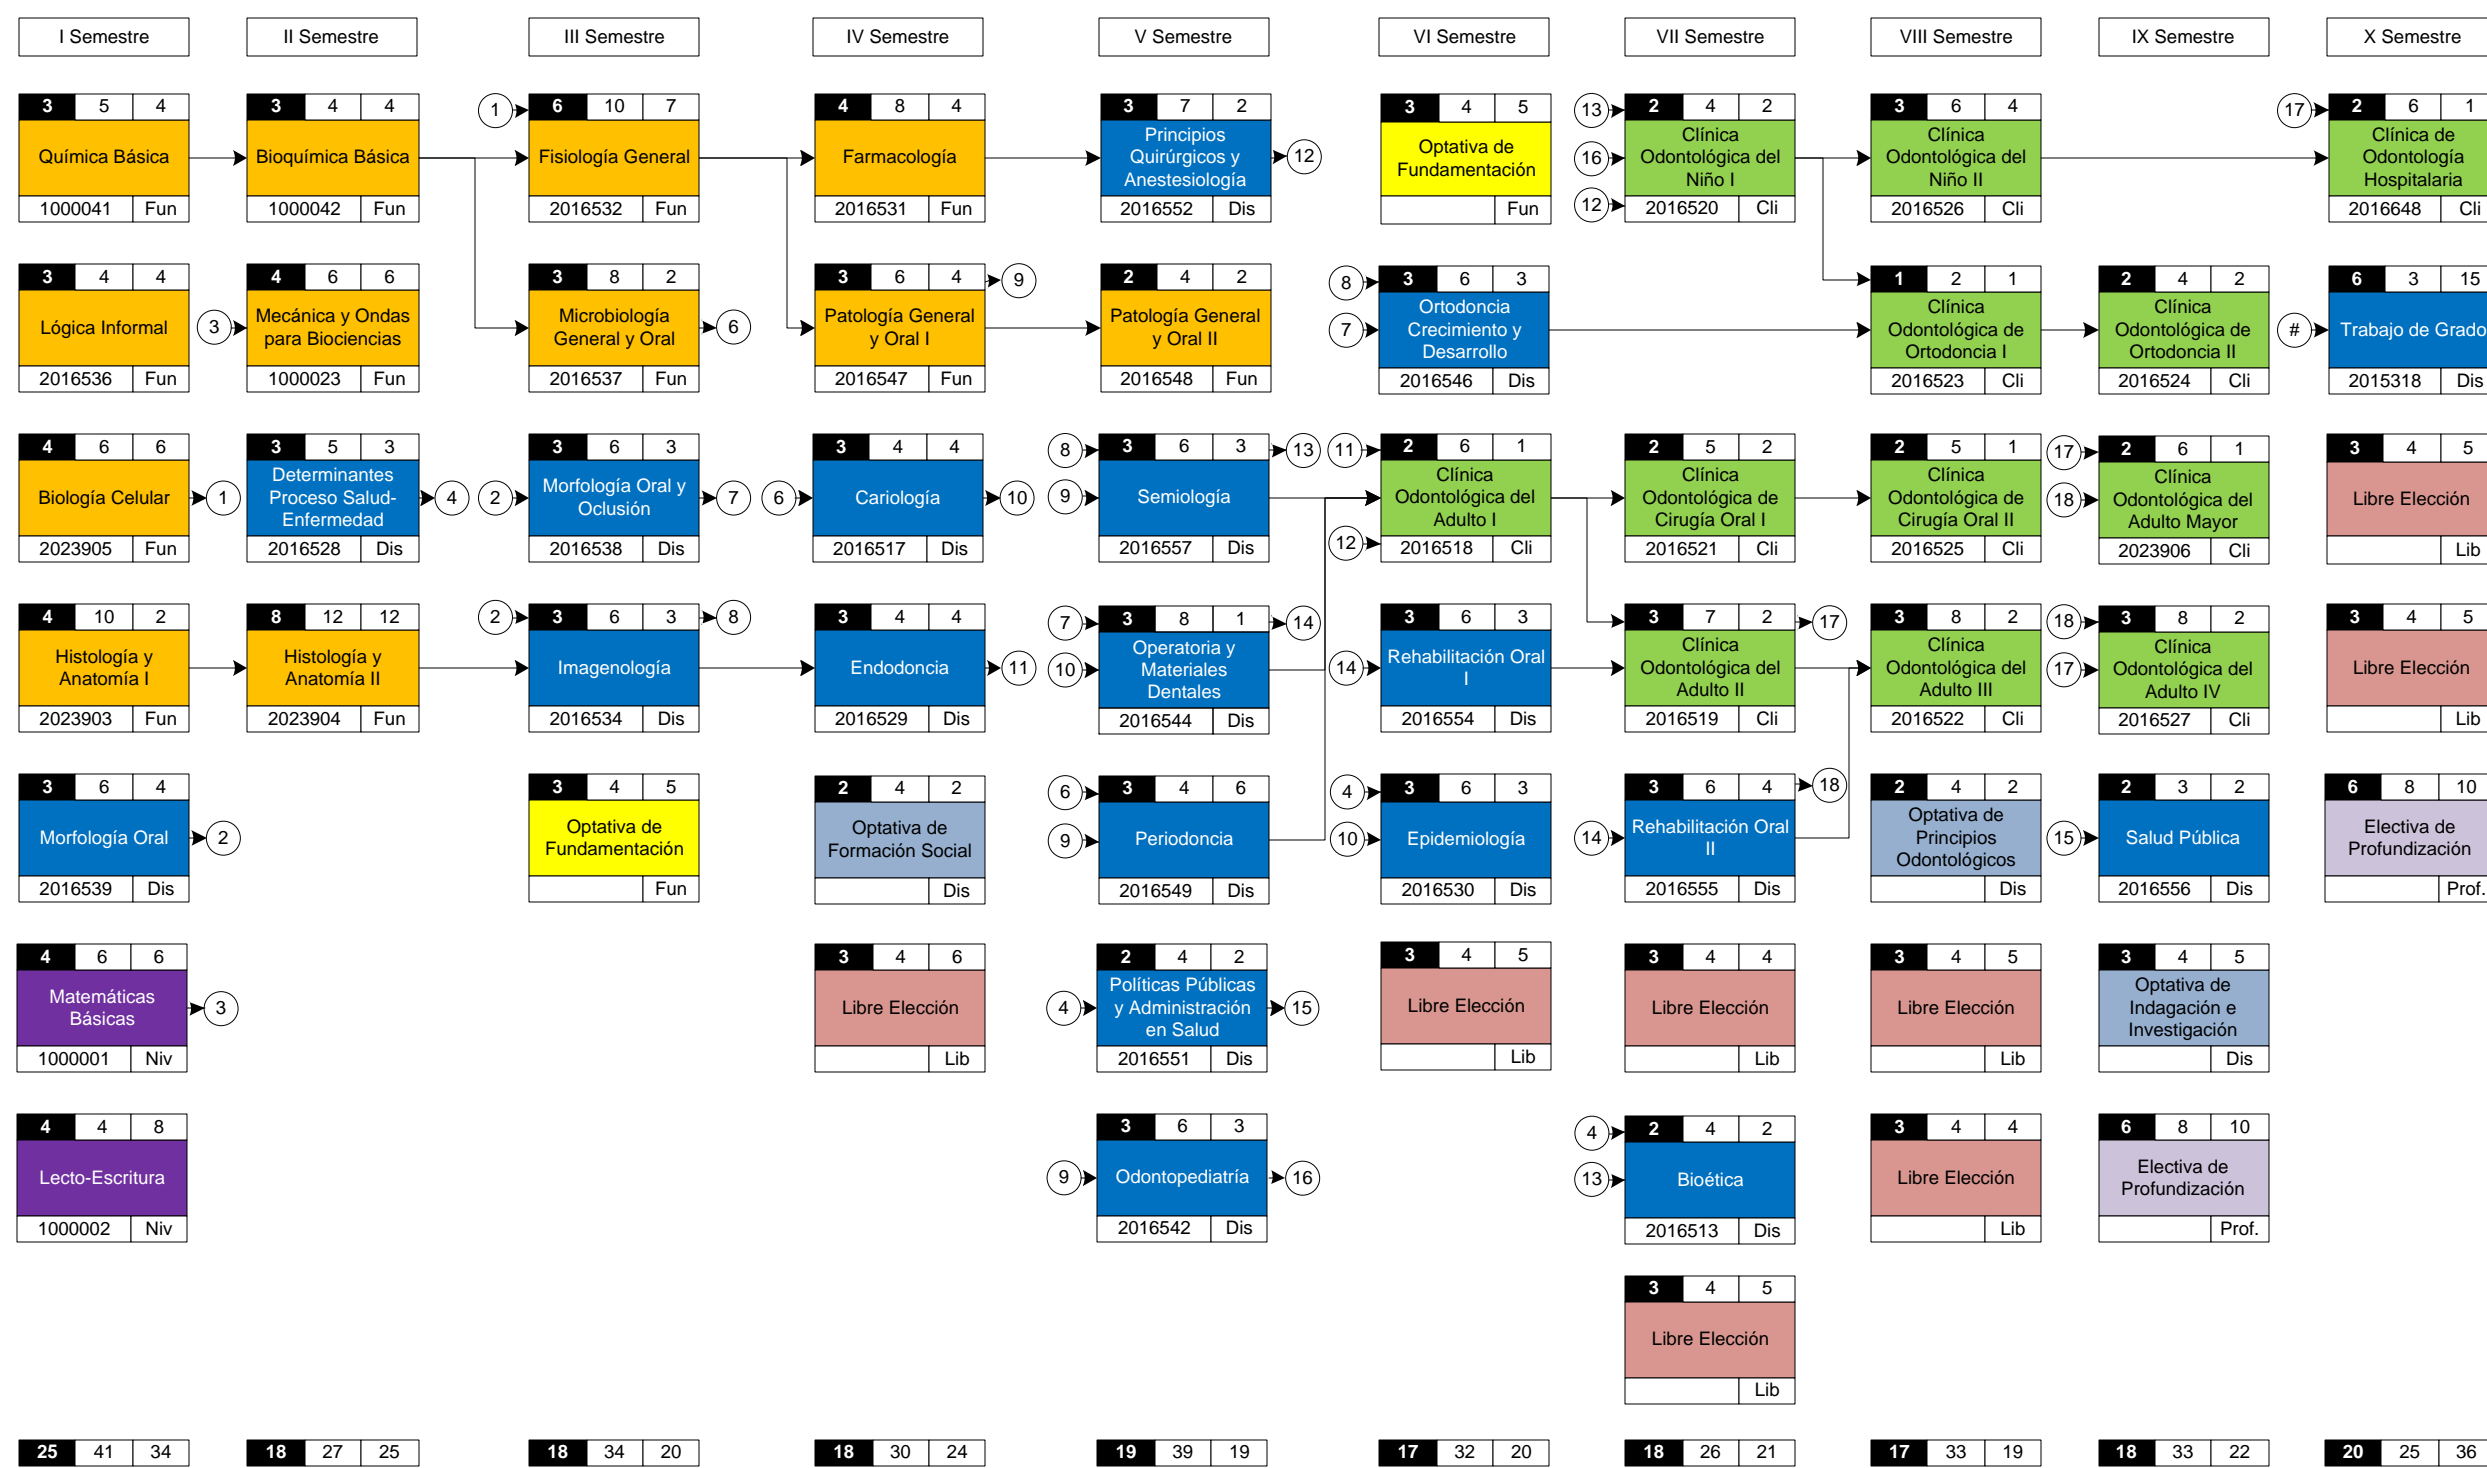 I Semestre
II Semestre
III Semestre
IV Semestre
V Semestre
VI Semestre
VII Semestre
VIII Semestre
IX Semestre
X Semestre
3 5 4
Química Básica
1000041 Fun
3 4 4
Bioquímica Básica
1000042 Fun
1
6 10 7
Fisiología General
2016532 Fun
4 8 4
Farmacología
2016531 Fun
3 7 2
Principios
Quirúrgicos y
Anestesiología
2016552 Dis
12
3 4 5
Optativa de
Fundamentación
Fun
13
16
12
2 4 2
Clínica
Odontológica del
Niño I
2016520 Cli
3 6 4
Clínica
Odontológica del
Niño II
2016526 Cli
17
2 6 1
Clínica de
Odontología
Hospitalaria
2016648 Cli
3 4 4
Lógica Informal
2016536 Fun
3
4 6 6
Mecánica y Ondas
para Biociencias
1000023 Fun
3 8 2
Microbiología
General y Oral
2016537 Fun
6
3 6 4
Patología General
y Oral I
2016547 Fun
9
2 4 2
Patología General
y Oral II
2016548 Fun
8
7
3 6 3
Ortodoncia
Crecimiento y
Desarrollo
2016546 Dis
1 2 1
Clínica
Odontológica de
Ortodoncia I
2016523 Cli
2 4 2
Clínica
Odontológica de
Ortodoncia II
2016524 Cli
#
6 3 15
Trabajo de Grado
2015318 Dis
4 6 6
Biología Celular
2023905 Fun
1
3 5 3
Determinantes
Proceso Salud-
Enfermedad
2016528 Dis
4
2
3 6 3
Morfología Oral y
Oclusión
2016538 Dis
7
6
3 4 4
Cariología
2016517 Dis
10
8
9
3 6 3
Semiología
2016557 Dis
13
11
12
2 6 1
Clínica
Odontológica del
Adulto I
2016518 Cli
2 5 2
Clínica
Odontológica de
Cirugía Oral I
2016521 Cli
2 5 1
Clínica
Odontológica de
Cirugía Oral II
2016525 Cli
17
18
2 6 1
Clínica
Odontológica del
Adulto Mayor
2023906 Cli
3 4 5
Libre Elección
Lib
4 10 2
Histología y
Anatomía I
2023903 Fun
8 12 12
Histología y
Anatomía II
2023904 Fun
2
3 6 3
Imagenología
2016534 Dis
8
3 4 4
Endodoncia
2016529 Dis
11
7
10
3 8 1
Operatoria y
Materiales
Dentales
2016544 Dis
14
14
3 6 3
Rehabilitación Oral
I
2016554 Dis
3 7 2
Clínica
Odontológica del
Adulto II
2016519 Cli
17
3 8 2
Clínica
Odontológica del
Adulto III
2016522 Cli
18
17
3 8 2
Clínica
Odontológica del
Adulto IV
2016527 Cli
3 4 5
Libre Elección
Lib
3 6 4
Morfología Oral
2016539 Dis
2
3 4 5
Optativa de
Fundamentación
Fun
2 4 2
Optativa de
Formación Social
Dis
6
9
3 4 6
Periodoncia
2016549 Dis
4
10
3 6 3
Epidemiología
2016530 Dis
14
3 6 4
Rehabilitación Oral
II
2016555 Dis
18
2 4 2
Optativa de
Principios
Odontológicos
Dis
15
2 3 2
Salud Pública
2016556 Dis
6 8 10
Electiva de
Profundización
Prof.
4 6 6
Matemáticas
Básicas
1000001 Niv
3
3 4 6
Libre Elección
Lib
4
2 4 2
Políticas Públicas
y Administración
en Salud
2016551 Dis
15
3 4 5
Libre Elección
Lib
3 4 4
Libre Elección
Lib
3 4 5
Libre Elección
Lib
3 4 5
Optativa de
Indagación e
Investigación
Dis
4 4 8
Lecto-Escritura
1000002 Niv
9
3 6 3
Odontopediatría
2016542 Dis
16
4
13
2 4 2
Bioética
2016513 Dis
3 4 4
Libre Elección
Lib
6 8 10
Electiva de
Profundización
Prof.
3 4 5
Libre Elección
Lib
25 41 34
18 27 25
18 34 20
18 30 24
19 39 19
17 32 20
18 26 21
17 33 19
18 33 22
20 25 36